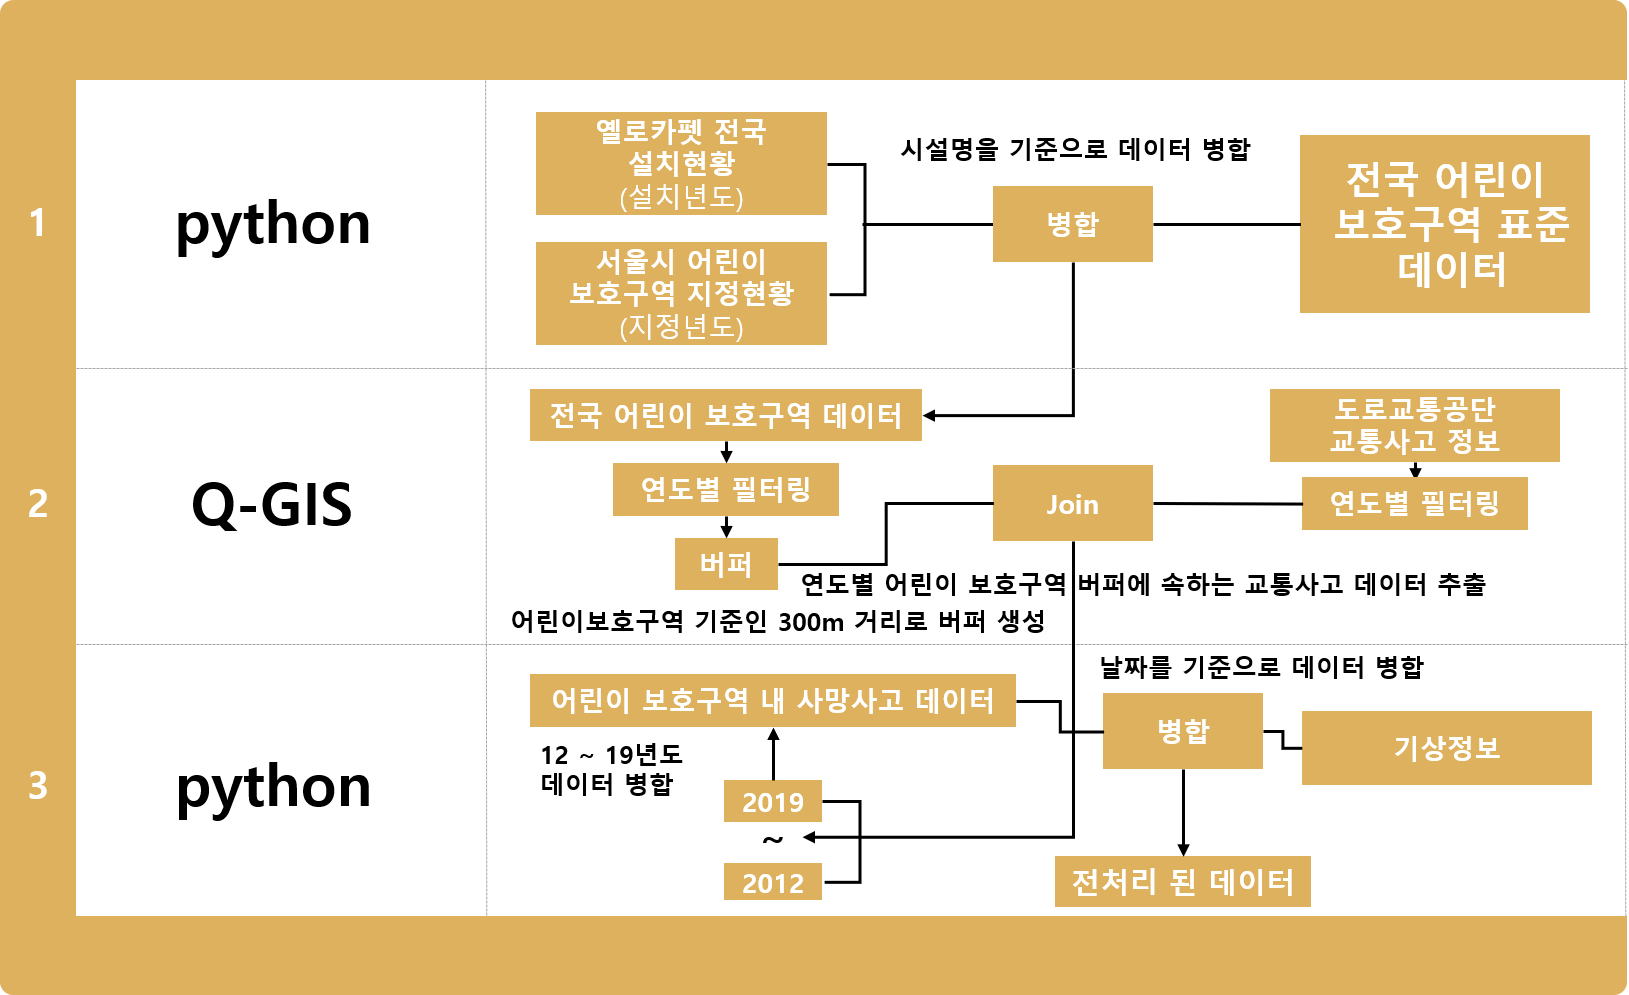 1
python
옐로카펫 전국
설치현황
(설치년도)
서울시 어린이
보호구역 지정현황
(지정년도)
시설명을 기준으로 데이터 병합
병합
전국 어린이
보호구역 표준
데이터
2
Q-GIS
전국 어린이 보호구역 데이터
연도별 필터링
버퍼
어린이보호구역 기준인 300m 거리로 버퍼 생성
Join
연도별 어린이 보호구역 버퍼에 속하는 교통사고 데이터 추출
도로교통공단
교통사고 정보
연도별 필터링
3
python
어린이 보호구역 내 사망사고 데이터
12 ~ 19년도
데이터 병합
2019
~
2012
날짜를 기준으로 데이터 병합
병합
기상정보
전처리 된 데이터